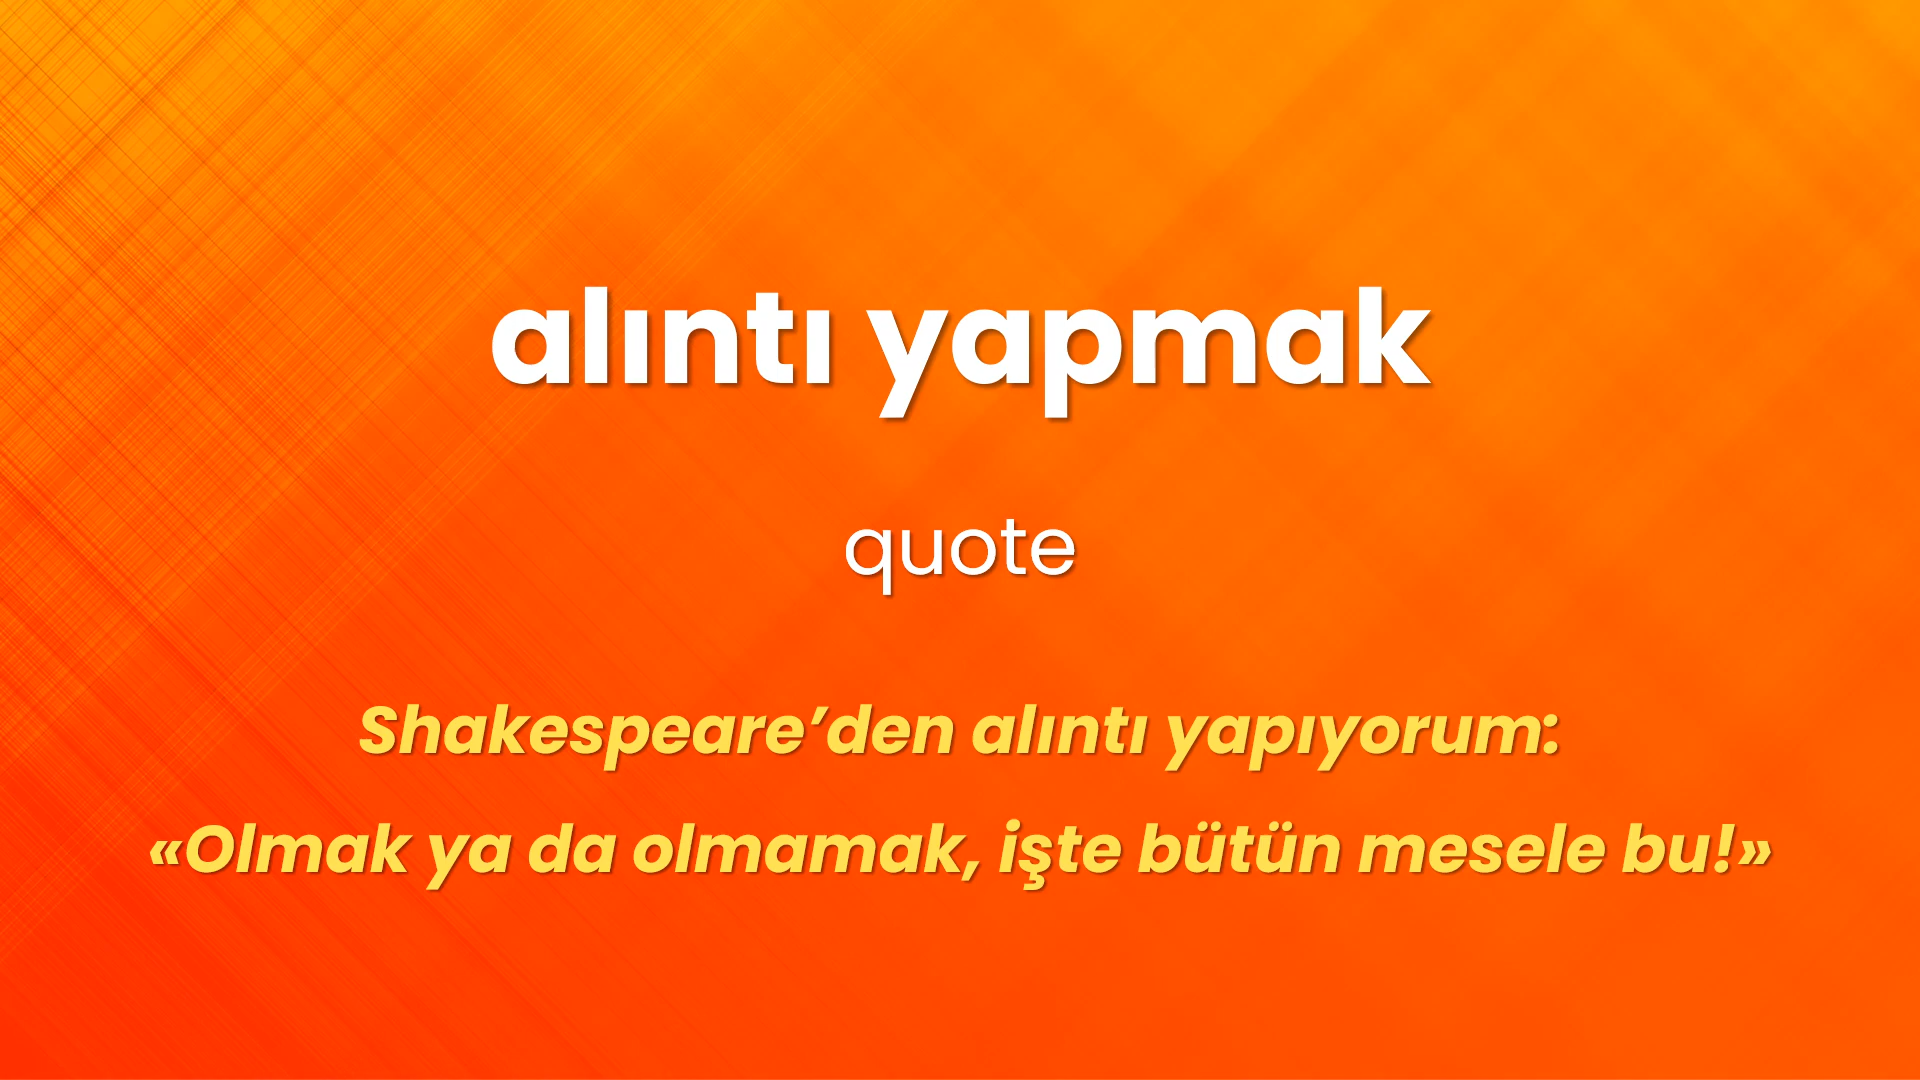 alıntı yapmak
quote
Shakespeare’den alıntı yapıyorum:
«Olmak ya da olmamak, işte bütün mesele bu!»